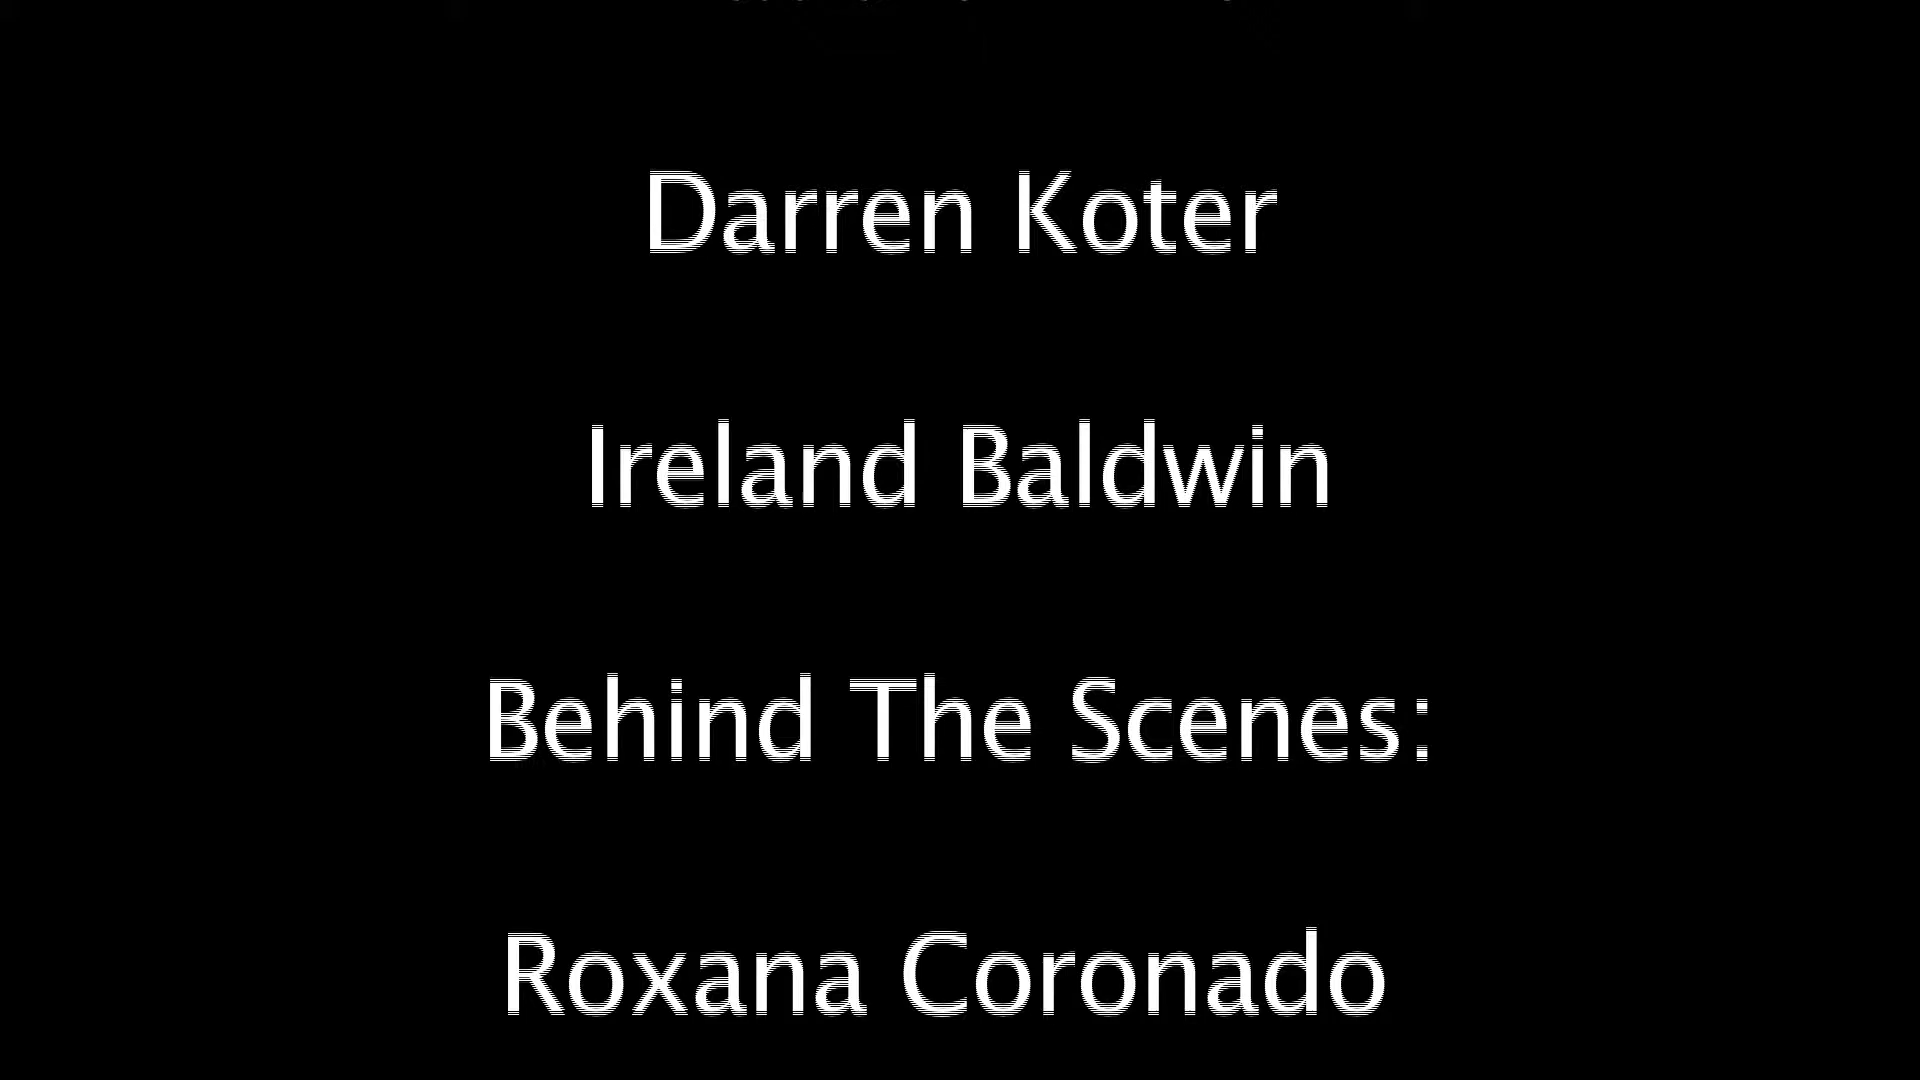 Darren Koter
Ireland Baldwin
Behind The Scenes:
Roxana Coronado